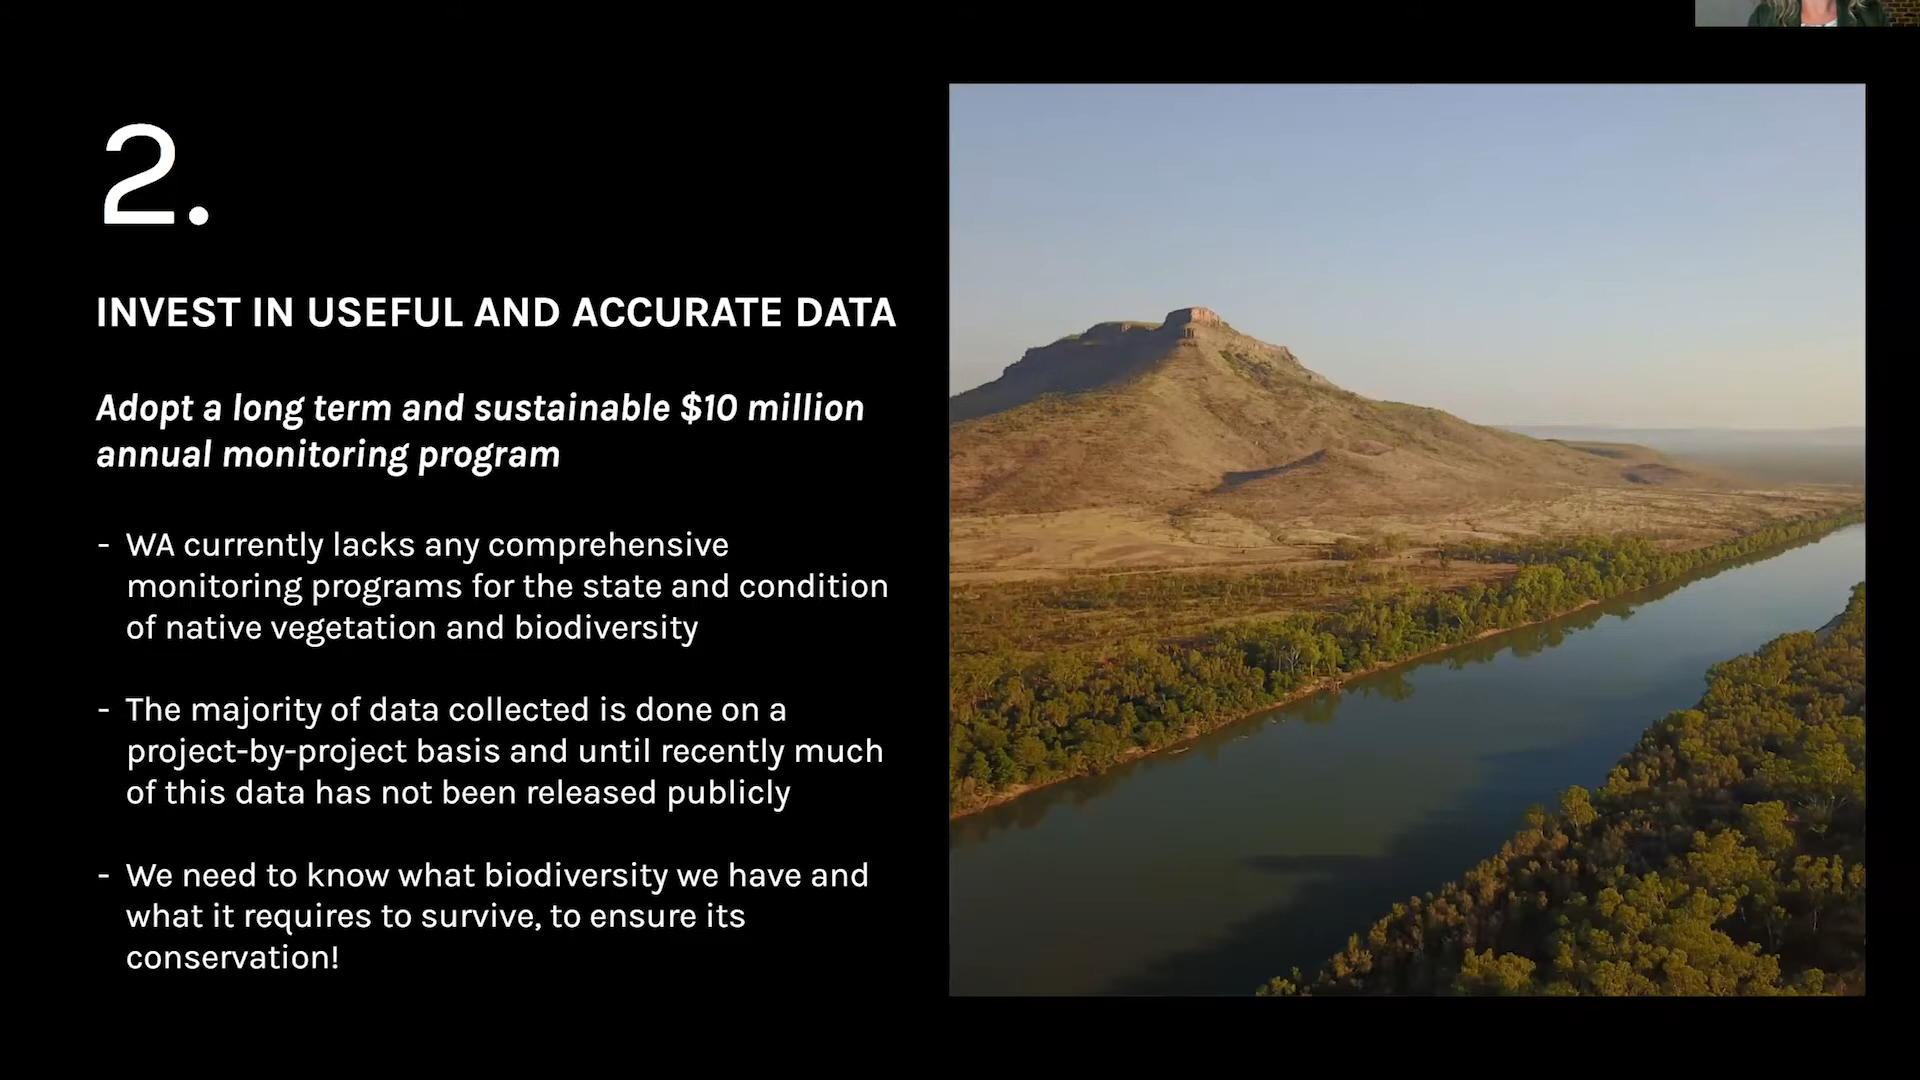 2.
INVEST IN USEFUL AND ACCURATE DATA
Adopt a long term and sustainable $10 million
annual monitoring program
- WA currently lacks any comprehensive
monitoring programs for the state and condition
of native vegetation and biodiversity
- The majority of data collected is done on a
project-by-project basis and until recently much
of this data has not been released publicly
- We need to know what biodiversity we have and
what it requires to survive, to ensure its
conservation!